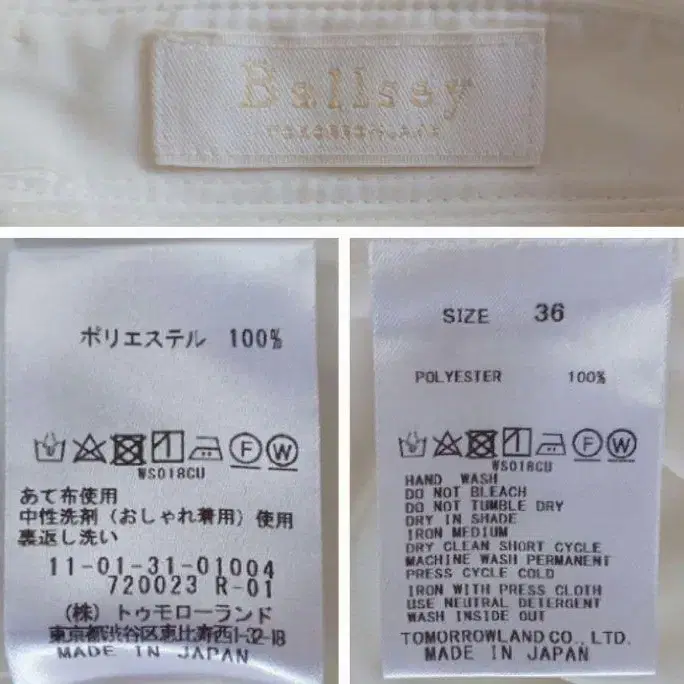 Ballsey
ポリエステル 100%
WS018CU
あて布使用
中性洗剤（おしゃれ着用）使用
裏返し洗い
11-01-31-01004
720023 R-01
（株）トゥモローランド
東京都渋谷区恵比寿西1-32-18
MADE IN JAPAN
SIZE 36
POLYESTER 100%
WS018CU
HAND WASH
DO NOT BLEACH
DO NOT TUMBLE DRY
DRY IN SHADE
IRON MEDIUM
DRY CLEAN SHORT CYCLE
MACHINE WASH PERMANENT
PRESS CYCLE COLD
IRON WITH PRESS CLOTH
USE NEUTRAL DETERGENT
WASH INSIDE OUT
TOMORROWLAND CO., LTD.
MADE IN JAPAN